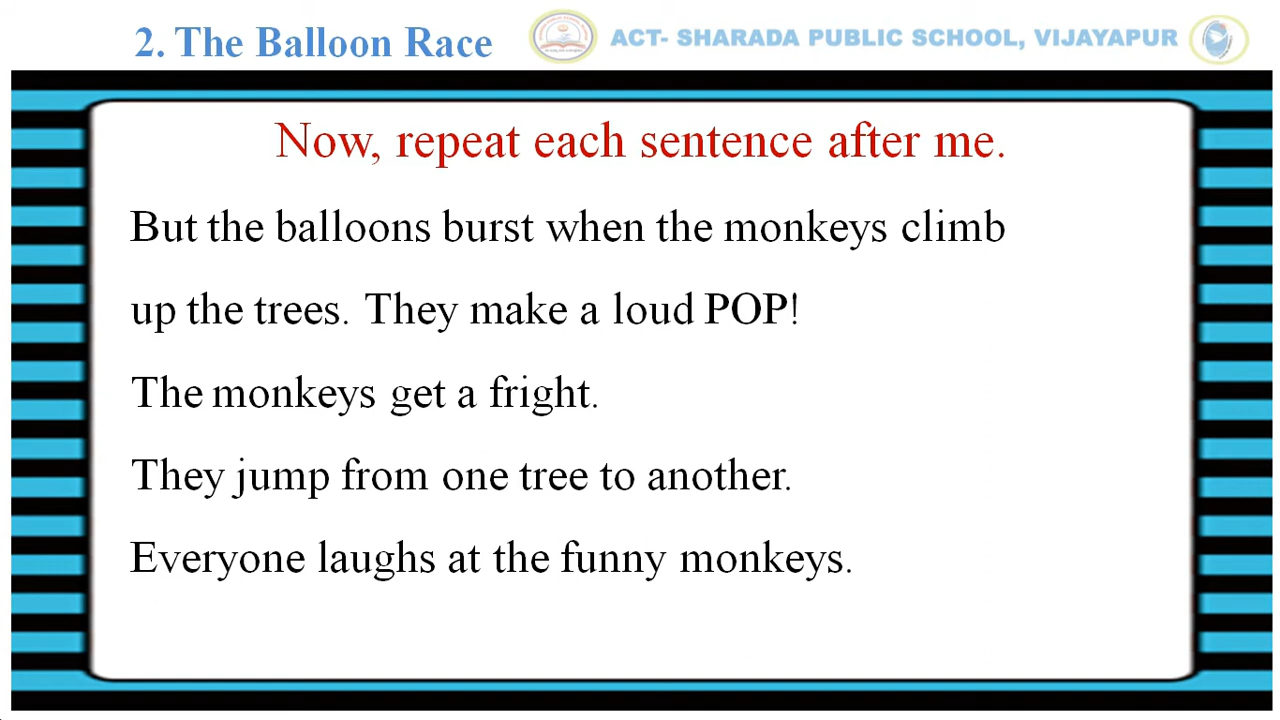 2. The Balloon Race
ACT- SHARADA PUBLIC SCHOOL, VIJAYAPUR
Now, repeat each sentence after me.
But the balloons burst when the monkeys climb
up the trees. They make a loud POP!
The monkeys get a fright.
They jump from one tree to another.
Everyone laughs at the funny monkeys.